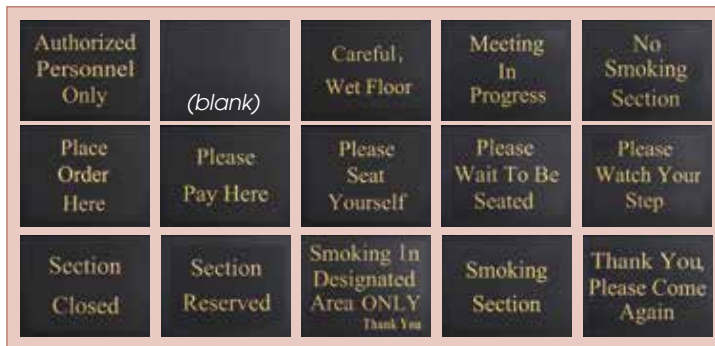 Authorized
Personnel
Only
(blank)
Careful,
Wet Floor
Meeting
In
Progress
No
Smoking
Section
Place
Order
Here
Please
Pay Here
Please
Seat
Yourself
Please
Wait To Be
Seated
Please
Watch Your
Step
Section
Closed
Section
Reserved
Smoking In
Designated
Area ONLY
Thank You
Smoking
Section
Thank You,
Please Come
Again